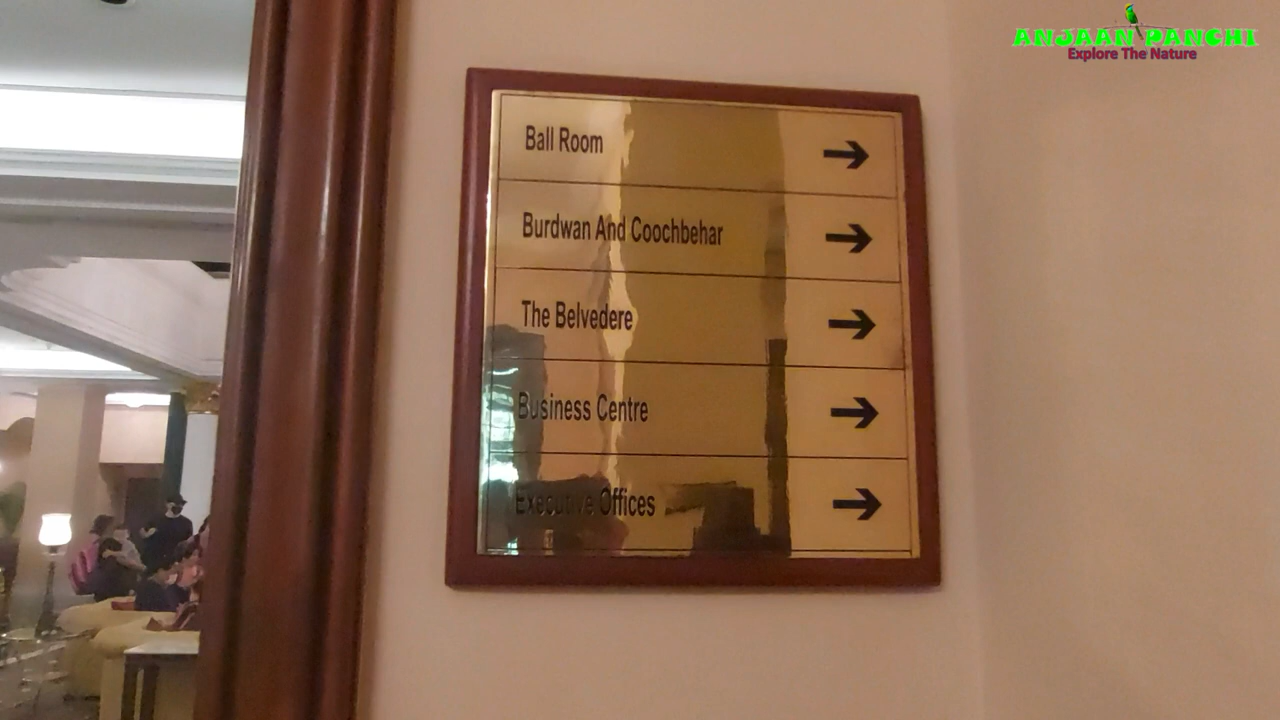 ANJAAN PANCHI
Explore The Nature
Ball Room →
Burdwan And Coochbehar →
The Belvedere →
Business Centre →
Executive Offices →